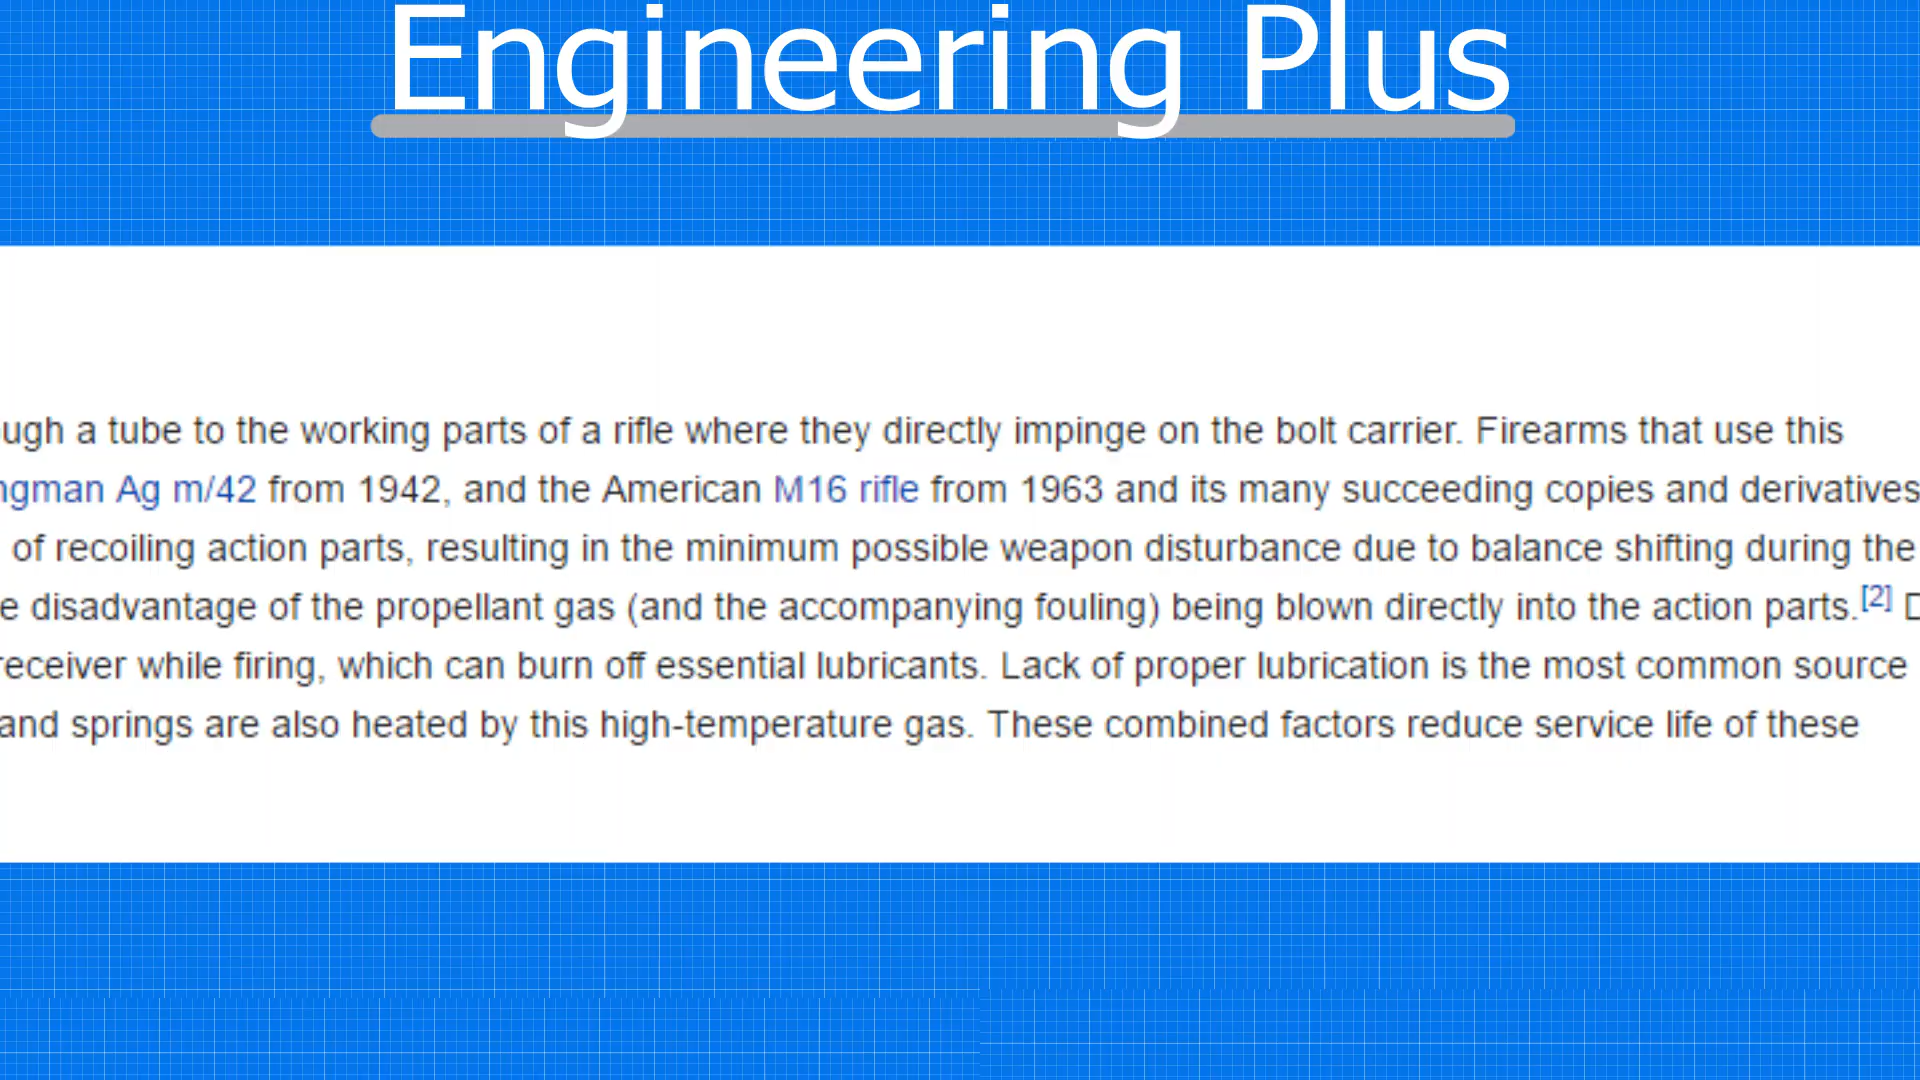 Engineering Plus
a tube to the working parts of a rifle where they directly impinge on the bolt carrier. Firearms that use this
Ag m/42 from 1942, and the American M16 rifle from 1963 and its many succeeding copies and derivatives
of recoiling action parts, resulting in the minimum possible weapon disturbance due to balance shifting during the
disadvantage of the propellant gas (and the accompanying fouling) being blown directly into the action parts.[2]
receiver while firing, which can burn off essential lubricants. Lack of proper lubrication is the most common source
and springs are also heated by this high-temperature gas. These combined factors reduce service life of these